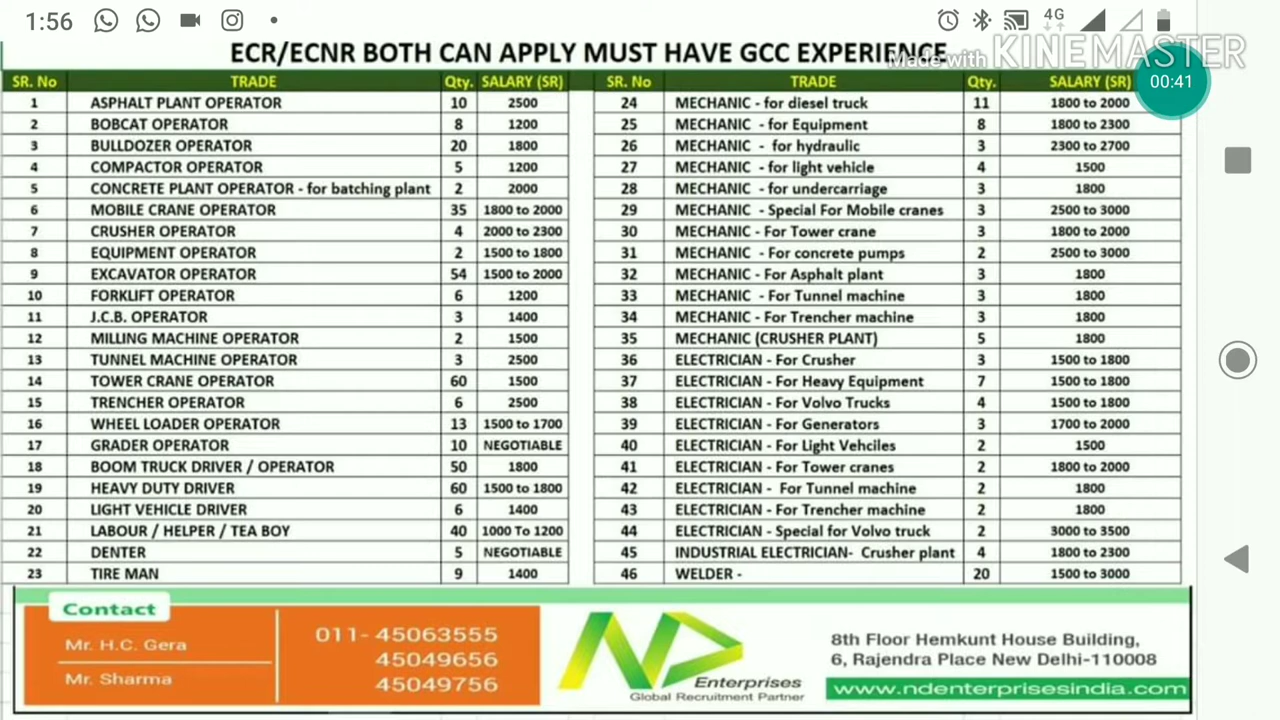 1:56
4G
ECR/ECNR BOTH CAN APPLY MUST HAVE GCC EXPERIENCE
Made with KINEMASTER
00:41
SR. No TRADE Qty. SALARY (SR) SR. No TRADE Qty. SALARY (SR)
1 ASPHALT PLANT OPERATOR 10 2500 24 MECHANIC - for diesel truck 11 1800 to 2000
2 BOBCAT OPERATOR 8 1200 25 MECHANIC - for Equipment 8 1800 to 2300
3 BULLDOZER OPERATOR 20 1800 26 MECHANIC - for hydraulic 3 2300 to 2700
4 COMPACTOR OPERATOR 5 1200 27 MECHANIC - for light vehicle 4 1500
5 CONCRETE PLANT OPERATOR - for batching plant 2 2000 28 MECHANIC - for undercarriage 3 1800
6 MOBILE CRANE OPERATOR 35 1800 to 2000 29 MECHANIC - Special For Mobile cranes 3 2500 to 3000
7 CRUSHER OPERATOR 4 2000 to 2300 30 MECHANIC - For Tower crane 3 1800 to 2000
8 EQUIPMENT OPERATOR 2 1500 to 1800 31 MECHANIC - For concrete pumps 2 2500 to 3000
9 EXCAVATOR OPERATOR 54 1500 to 2000 32 MECHANIC - For Asphalt plant 3 1800
10 FORKLIFT OPERATOR 6 1200 33 MECHANIC - For Tunnel machine 3 1800
11 J.C.B. OPERATOR 3 1400 34 MECHANIC - For Trencher machine 3 1800
12 MILLING MACHINE OPERATOR 2 1500 35 MECHANIC (CRUSHER PLANT) 5 1800
13 TUNNEL MACHINE OPERATOR 3 2500 36 ELECTRICIAN - For Crusher 3 1500 to 1800
14 TOWER CRANE OPERATOR 60 1500 37 ELECTRICIAN - For Heavy Equipment 7 1500 to 1800
15 TRENCHER OPERATOR 6 2500 38 ELECTRICIAN - For Volvo Trucks 4 1500 to 1800
16 WHEEL LOADER OPERATOR 13 1500 to 1700 39 ELECTRICIAN - For Generators 3 1700 to 2000
17 GRADER OPERATOR 10 NEGOTIABLE 40 ELECTRICIAN - For Light Vehciles 2 1500
18 BOOM TRUCK DRIVER / OPERATOR 50 1800 41 ELECTRICIAN - For Tower cranes 2 1800 to 2000
19 HEAVY DUTY DRIVER 60 1500 to 1800 42 ELECTRICIAN - For Tunnel machine 2 1800
20 LIGHT VEHICLE DRIVER 6 1400 43 ELECTRICIAN - For Trencher machine 2 1800
21 LABOUR / HELPER / TEA BOY 40 1000 To 1200 44 ELECTRICIAN - Special for Volvo truck 2 3000 to 3500
22 DENTER 5 NEGOTIABLE 45 INDUSTRIAL ELECTRICIAN- Crusher plant 4 1800 to 2300
23 TIRE MAN 9 1400 46 WELDER - 20 1500 to 3000
Contact
Mr. H.C. Gera
Mr. Sharma
011- 45063555
45049656
45049756
ND
Enterprises
Global Recruitment Partner
8th Floor Hemkunt House Building,
6, Rajendra Place New Delhi-110008
www.ndenterprisesindia.com